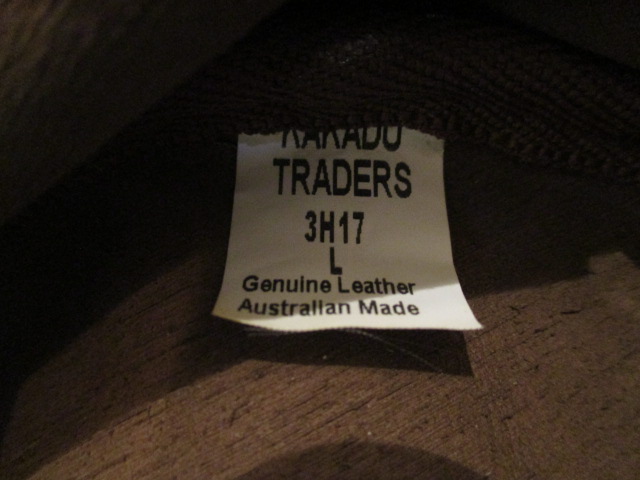 KAKADU
TRADERS
3H17
L
Genuine Leather
Australian Made